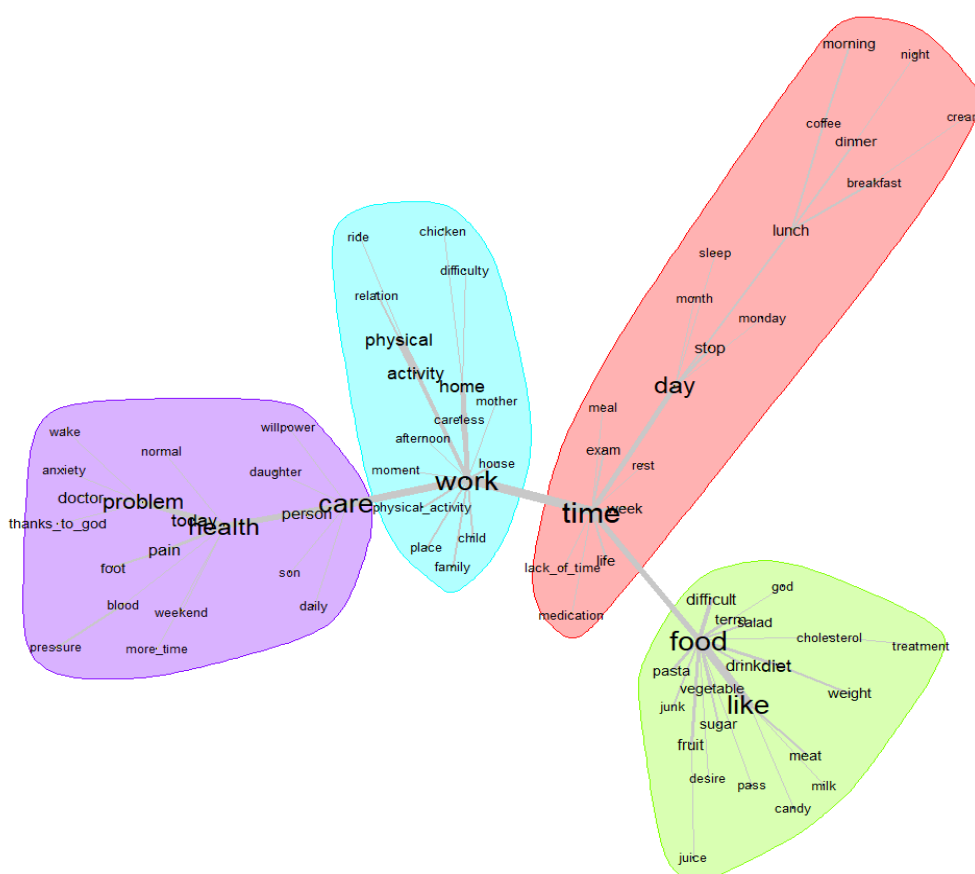 morning
night
coffee
dinner
breakfast
lunch
sleep
month
monday
stop
day
meal
exam
rest
week
time
life
lack_of_time
medication
ride
chicken
difficulty
relation
physical
activity
home
mother
careless
afternoon
moment
house
work
physical_activity
child
place
family
wake
willpower
normal
anxiety
daughter
doctor
problem
care
thanks_to_god
today
health
person
pain
foot
son
blood
weekend
daily
pressure
more_time
difficult
god
salad
food
cholesterol
treatment
pasta
drink
diet
vegetable
weight
junk
like
sugar
fruit
meat
desire
pass
milk
candy
juice